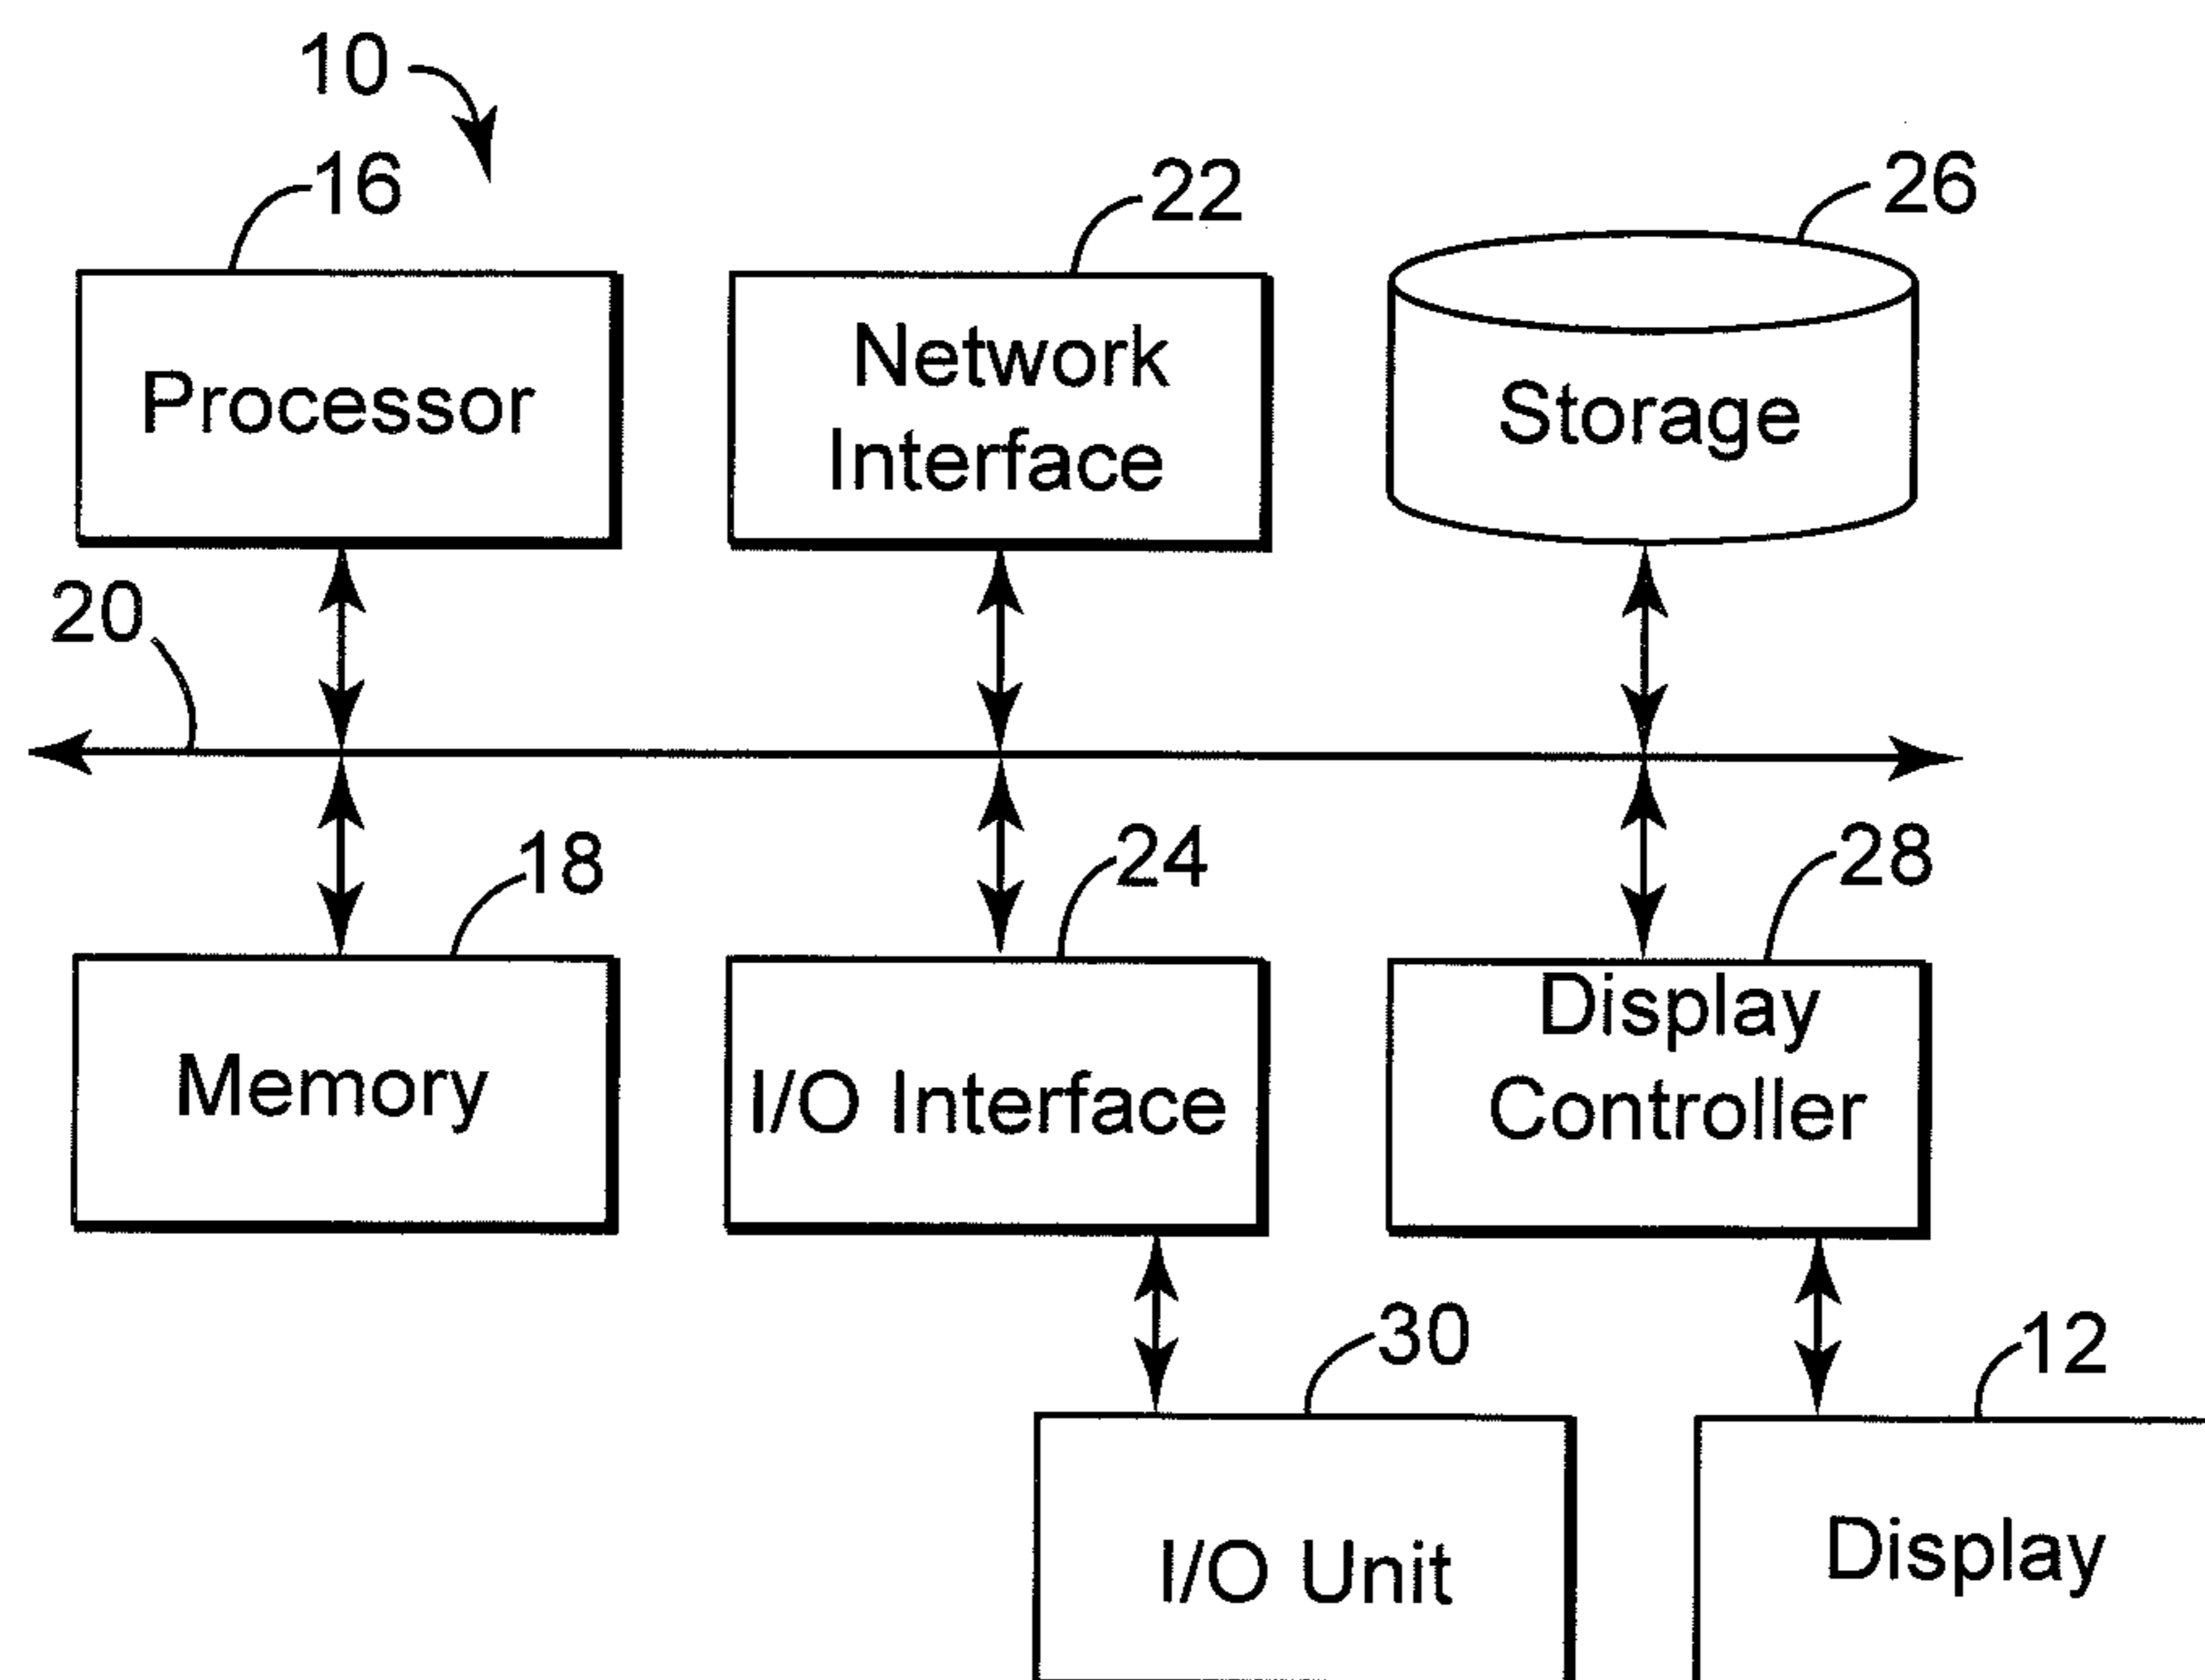 10
16
22
26
Processor
Network
Interface
Storage
20
18
24
28
Memory
I/O Interface
Display
Controller
30
12
I/O Unit
Display